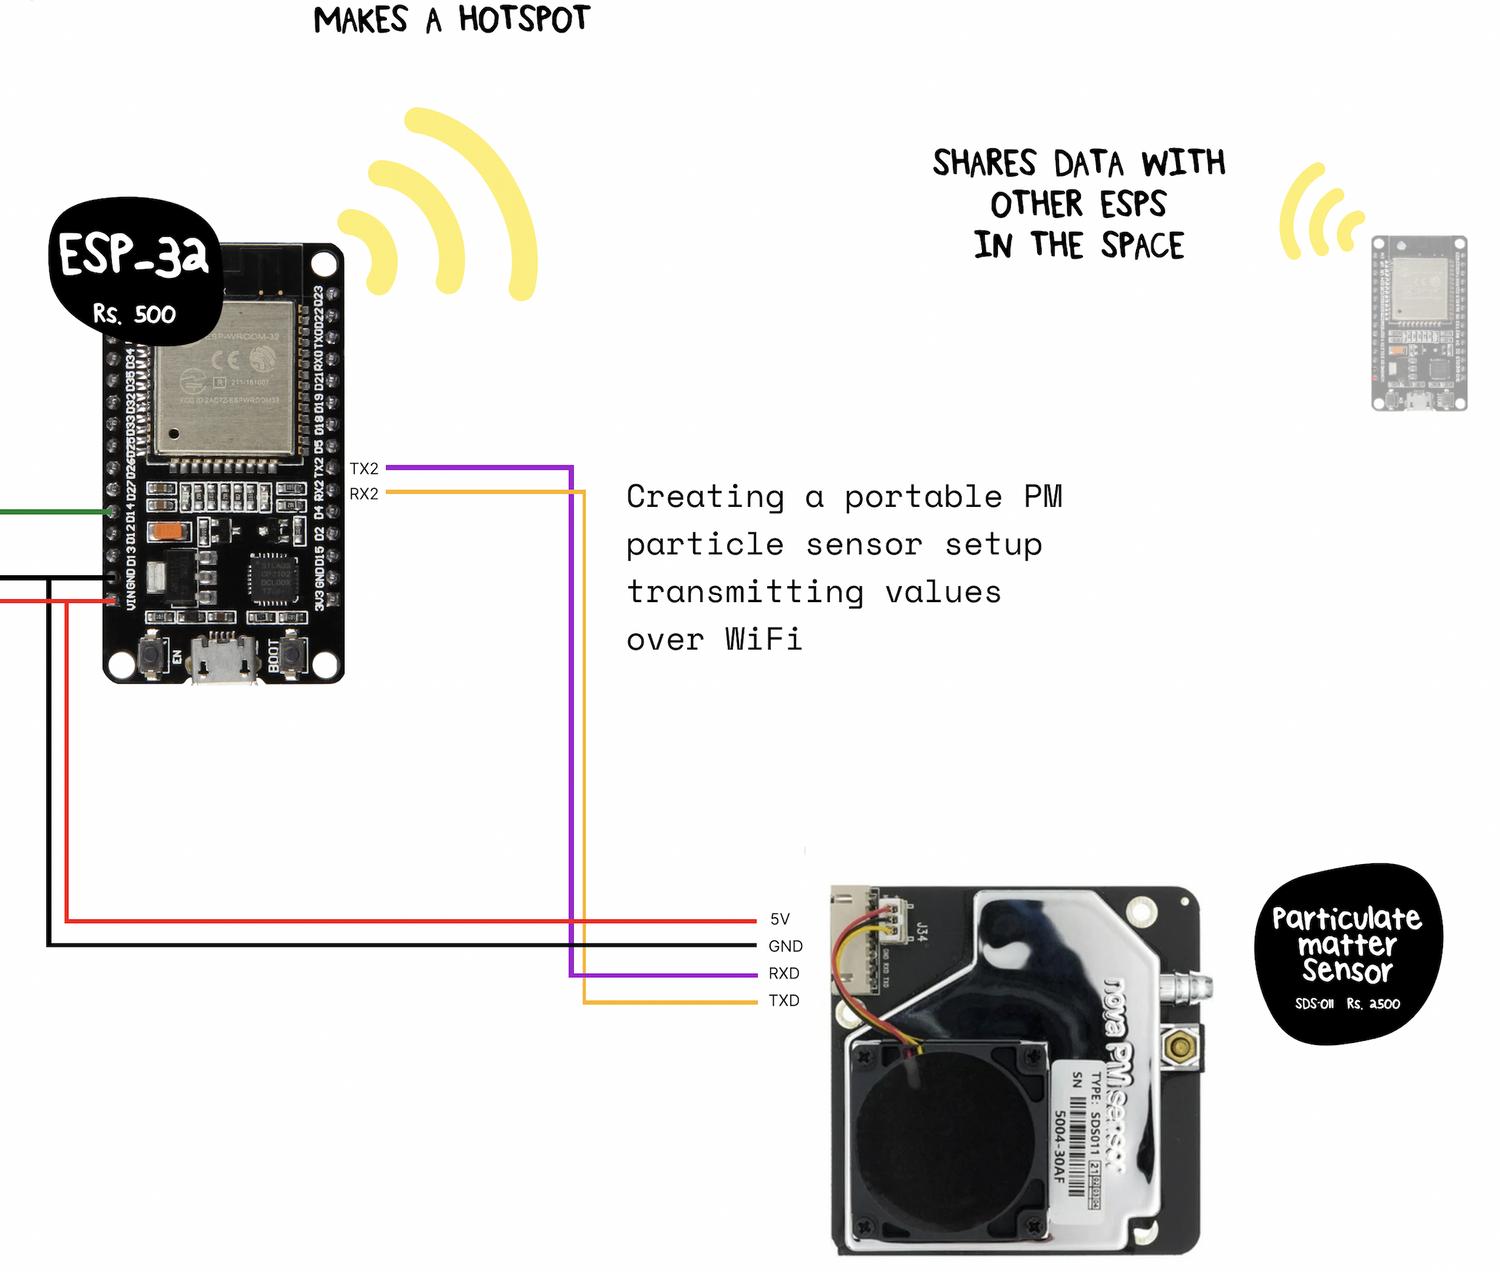 MAKES A HOTSPOT
SHARES DATA WITH
OTHER ESPS
IN THE SPACE
ESP-32
Rs. 500
D23
D22
TX0
RX0
D21
D19
D18
D5
TX2
RX2
D4
D2
D15
GND
3V3
D34
D35
D32
D33
D25
D26
D27
D14
D12
D13
GND
VIN
EN
BOOT
TX2
RX2
Creating a portable PM
particle sensor setup
transmitting values
over WiFi
5V
GND
RXD
TXD
J34
nova PM sensor
TYPE: SDS011
SN
5004-30AF
Particulate
matter
Sensor
SDS-011 Rs. 2500